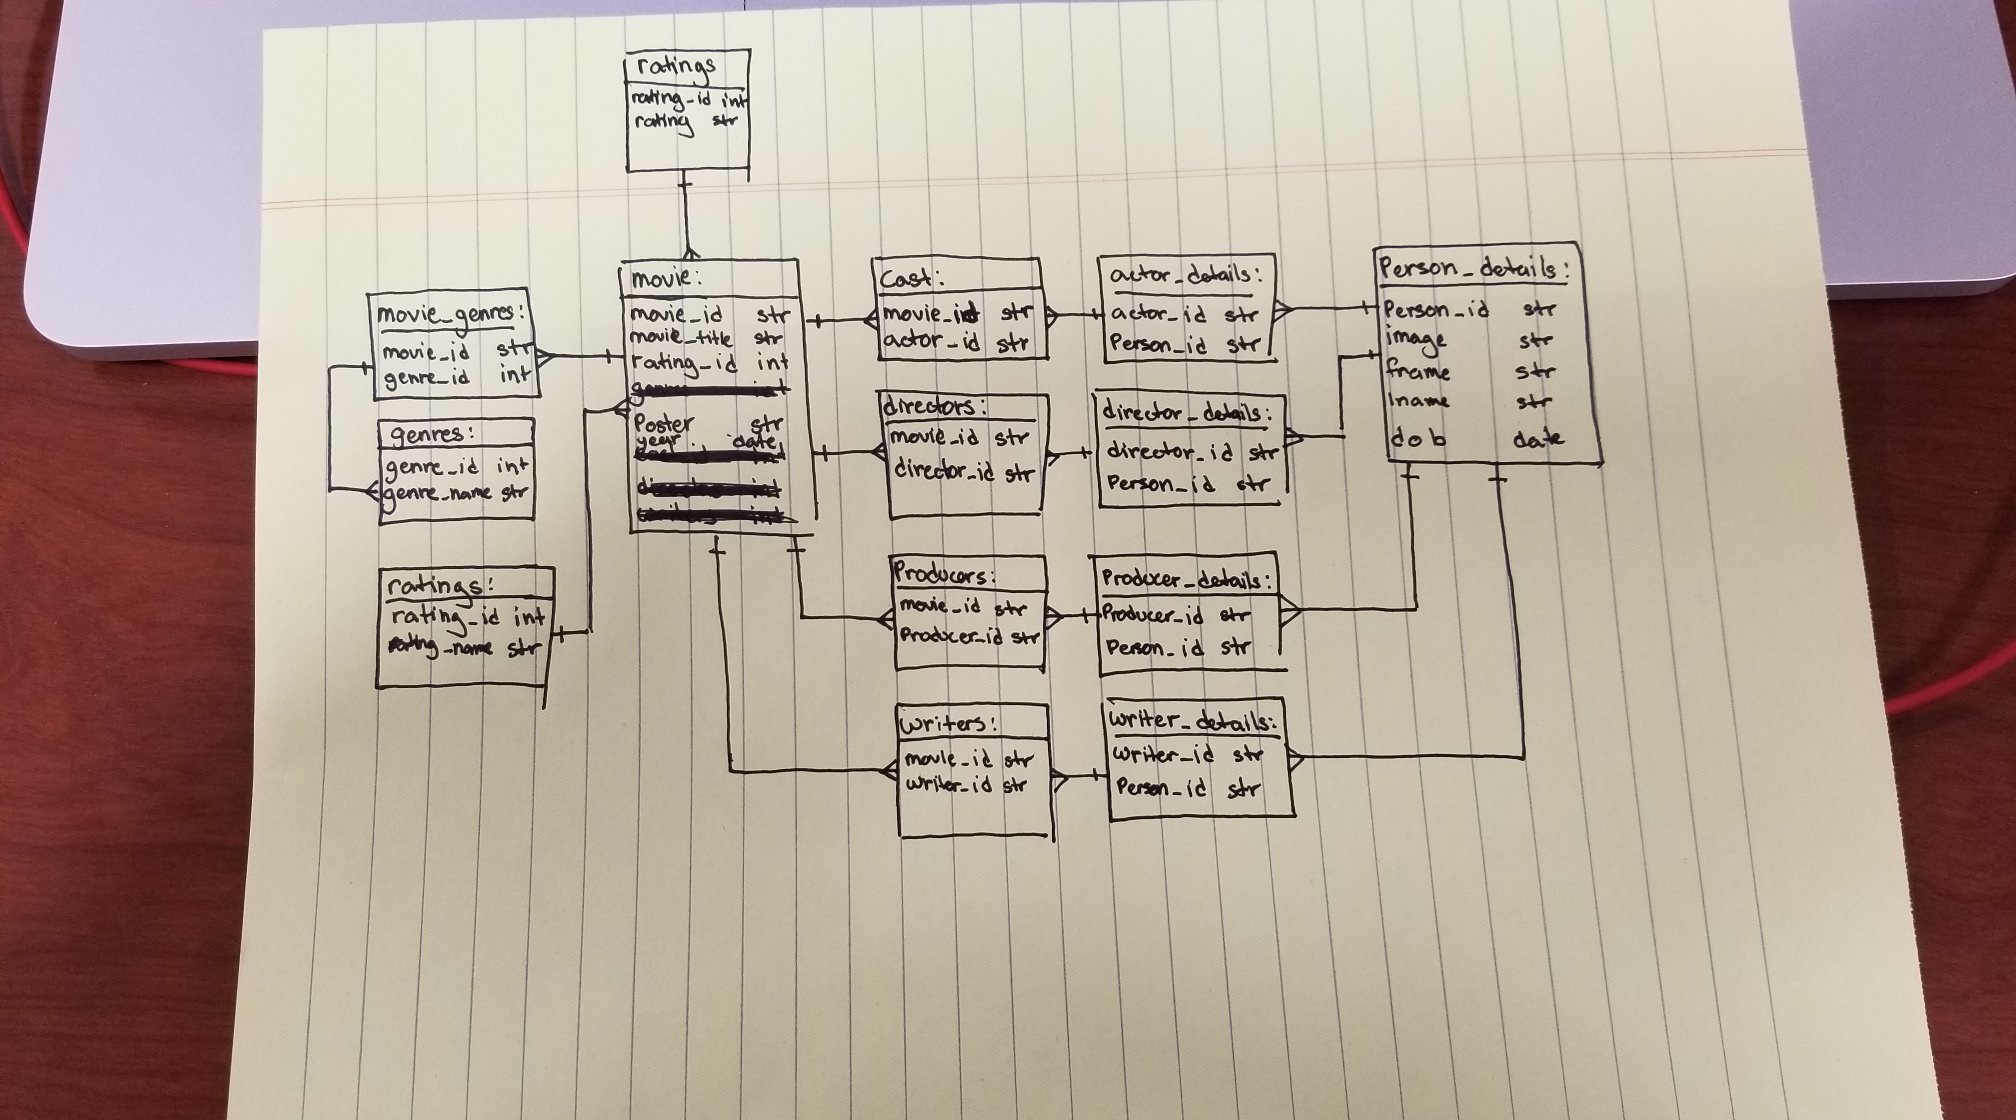 ratings
rating_id int
rating str
movie_genres:
movie_id str
genre_id int
genres:
genre_id int
genre_name str
ratings:
rating_id int
rating_name str
movie:
movie_id str
movie_title str
rating_id int
Poster str
year date
Cast:
movie_id str
actor_id str
directors:
movie_id str
director_id str
Producers:
movie_id str
Producer_id str
writers:
movie_id str
writer_id str
actor_details:
actor_id str
Person_id str
director_details:
director_id str
Person_id str
Producer_details:
Producer_id str
Person_id str
writer_details:
writer_id str
Person_id str
Person_details:
Person_id str
image str
fname str
lname str
dob date